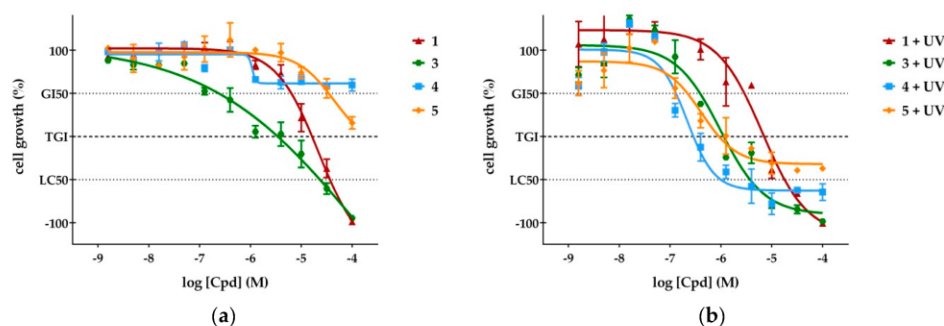 100
GI50
TGI
LC50
-100
cell growth (%)
-9 -8 -7 -6 -5 -4
log [Cpd] (M)
1
3
4
5
(a)
100
GI50
TGI
LC50
-100
cell growth (%)
-9 -8 -7 -6 -5 -4
log [Cpd] (M)
1 + UV
3 + UV
4 + UV
5 + UV
(b)